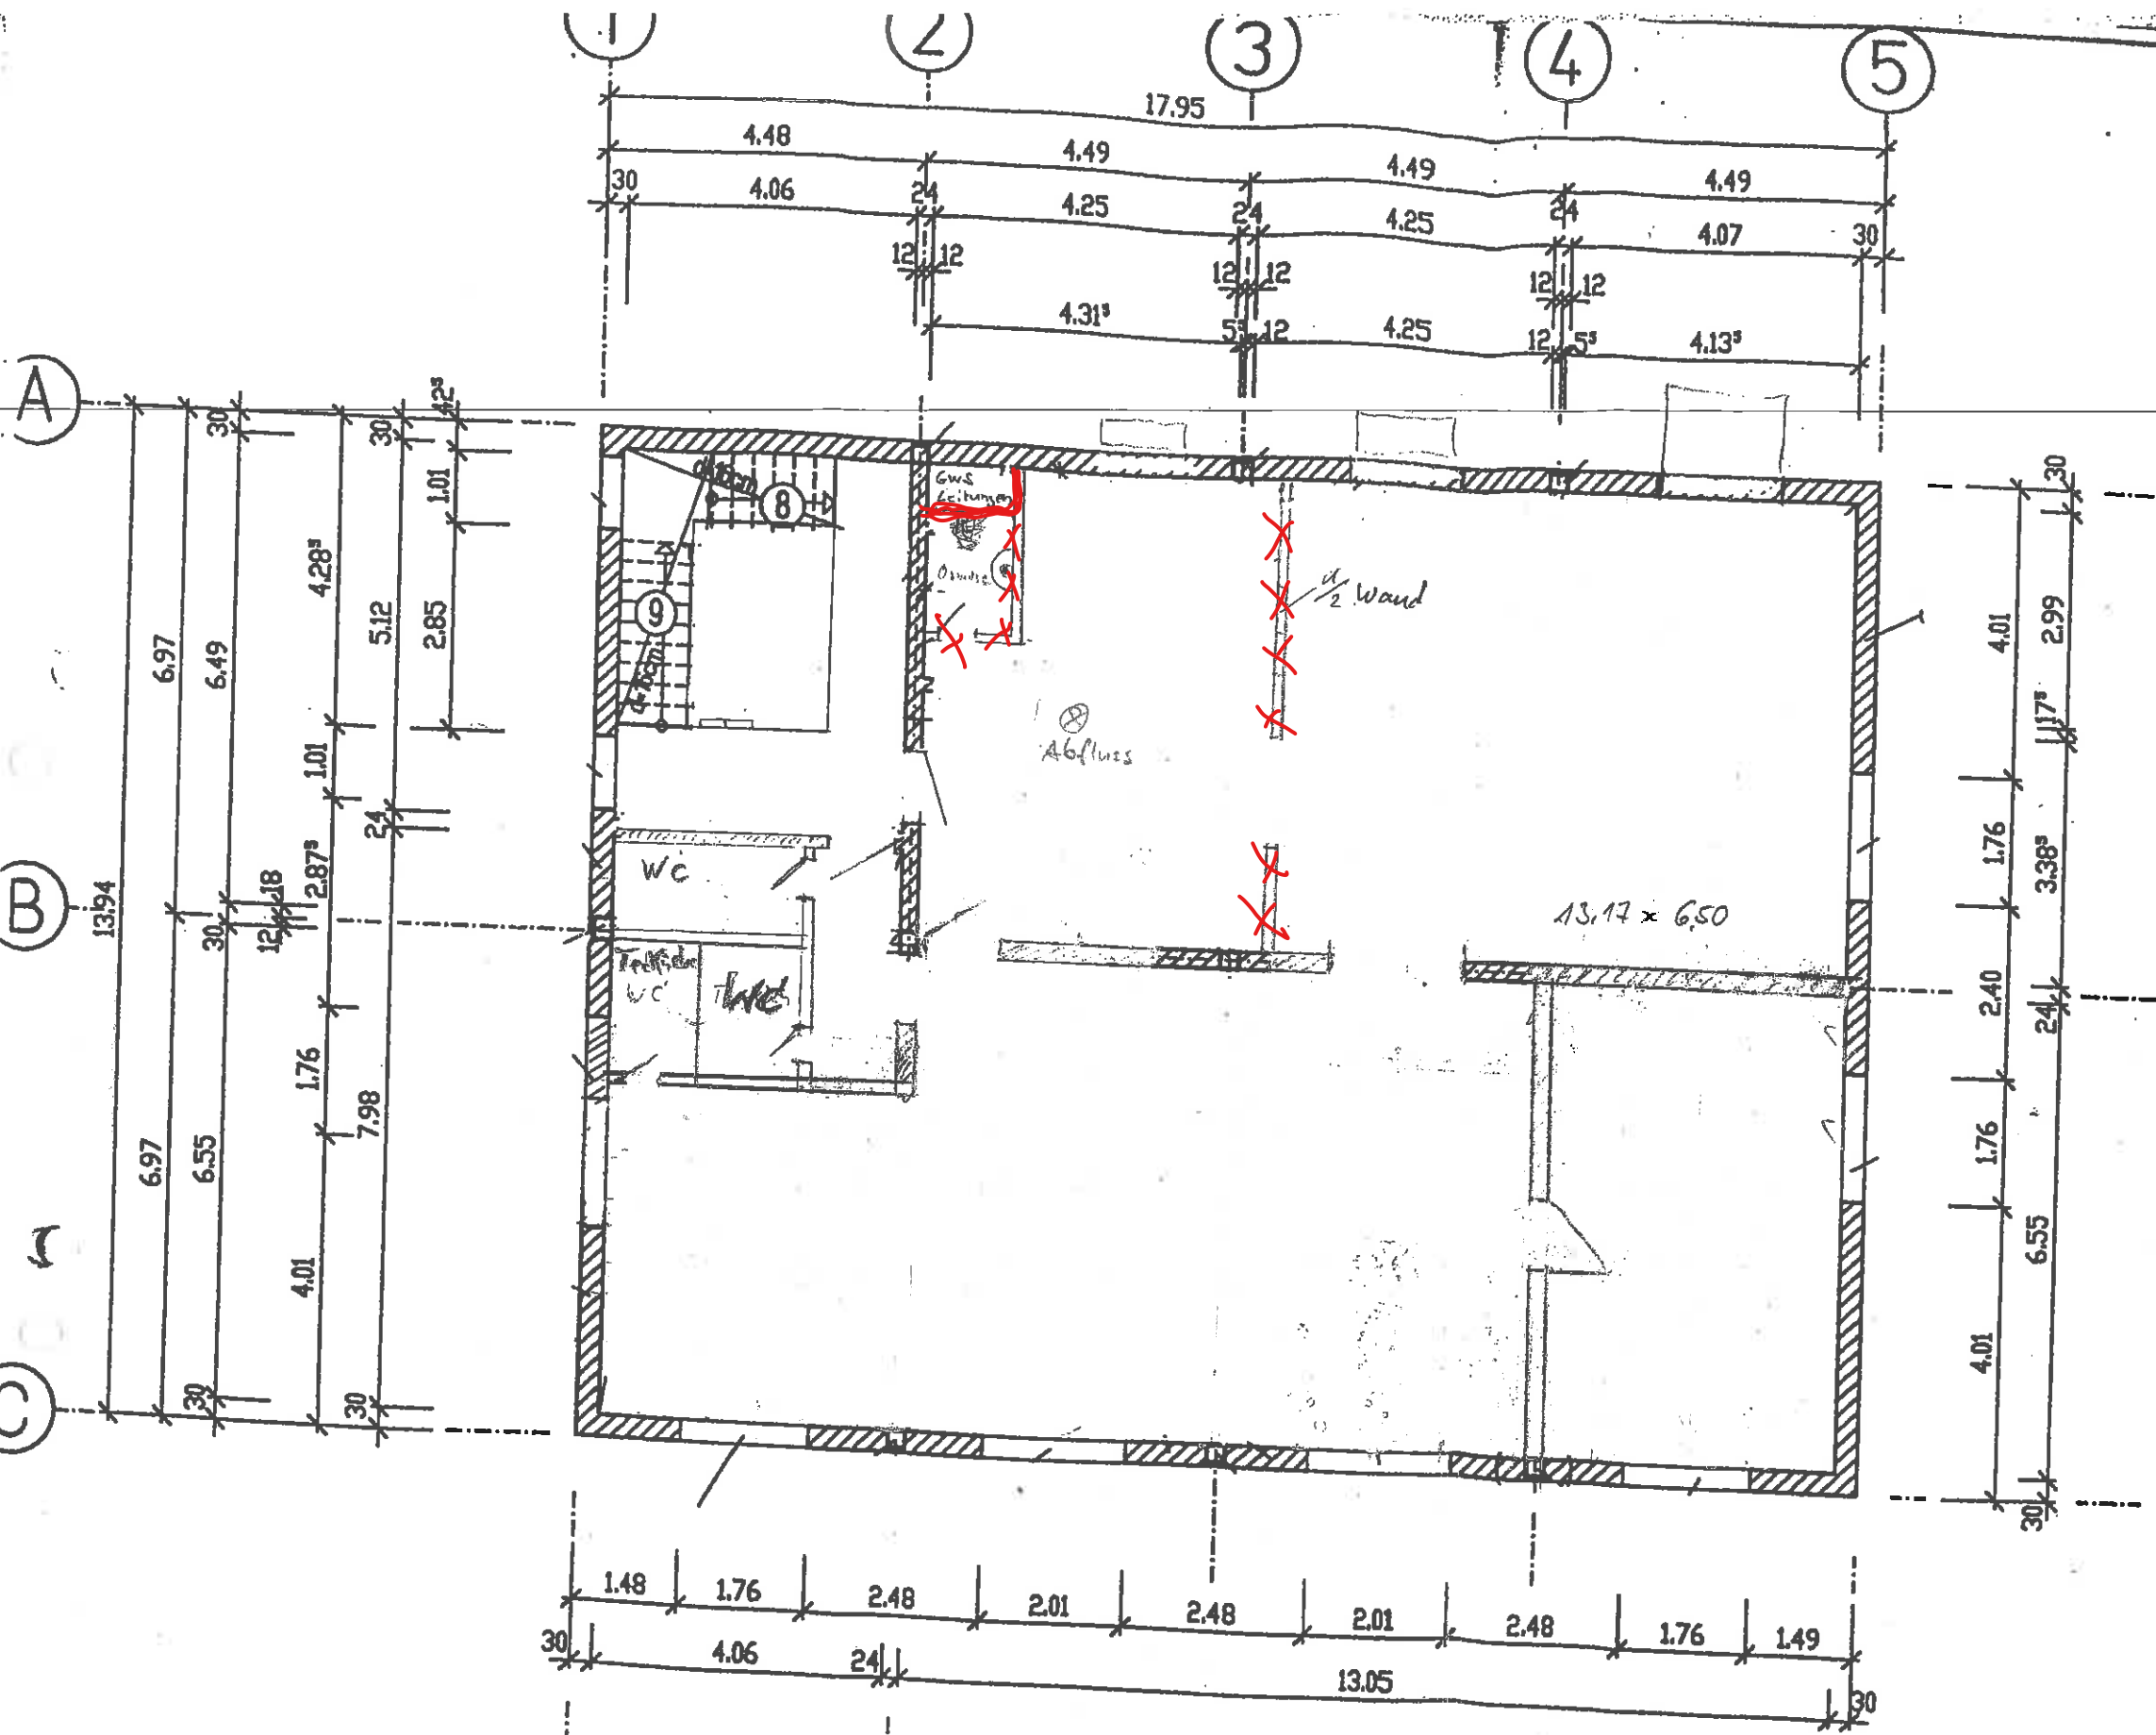 1 2 3 4 5
17.95
4.48 4.49 4.49 4.49
30 4.06 24 4.25 24 4.25 24 4.07 30
12 12 12 12 12 12
4.31⁵ 5⁵ 12 4.25 12 5⁵ 4.13⁵
A
B
C
13.94
6.97 6.97
30 6.49 30 6.55 30
18 12
4.28⁵ 1.01 2.87⁵ 1.76 4.01
30 5.12 24 7.98 30
42⁵ 1.01 2.85
d=16cm
8
9
d=16cm
GWS
Leitungen
Dusche
½ Wand
Abfluss
WC
WC
WC
13,17 x 6,50
4.01 1.76 2.40 1.76 4.01
30 2.99 17⁵ 3.38⁵ 24 6.55 30
1.48 1.76 2.48 2.01 2.48 2.01 2.48 1.76 1.49
30 4.06 24 13.05 30